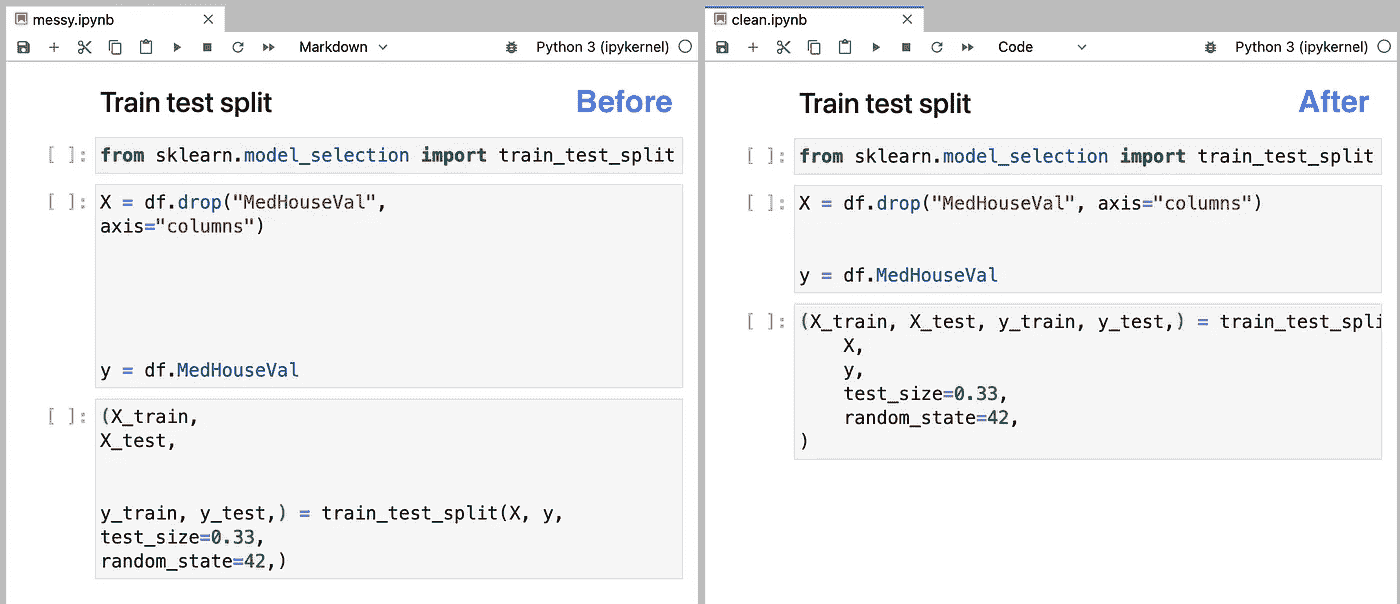 messy.ipynb
Markdown
Python 3 (ipykernel)
Train test split
Before
[ ]: from sklearn.model_selection import train_test_split
[ ]: X = df.drop("MedHouseVal",
axis="columns")
y = df.MedHouseVal
[ ]: (X_train,
X_test,
y_train, y_test,) = train_test_split(X, y,
test_size=0.33,
random_state=42,)
clean.ipynb
Code
Python 3 (ipykernel)
Train test split
After
[ ]: from sklearn.model_selection import train_test_split
[ ]: X = df.drop("MedHouseVal", axis="columns")
y = df.MedHouseVal
[ ]: (X_train, X_test, y_train, y_test,) = train_test_spli
X,
y,
test_size=0.33,
random_state=42,
)